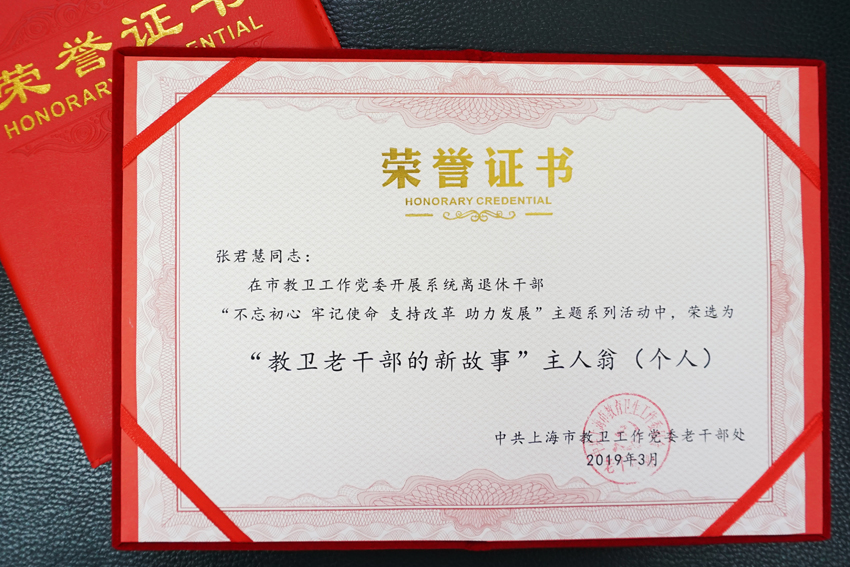 荣誉证书
HONORARY CREDENTIAL
荣誉证书
HONORARY CREDENTIAL
张君慧同志：
在市教卫工作党委开展系统离退休干部
“不忘初心 牢记使命 支持改革 助力发展”主题系列活动中，荣选为
“教卫老干部的新故事”主人翁（个人）
中共上海市教卫工作党委老干部处
2019年3月